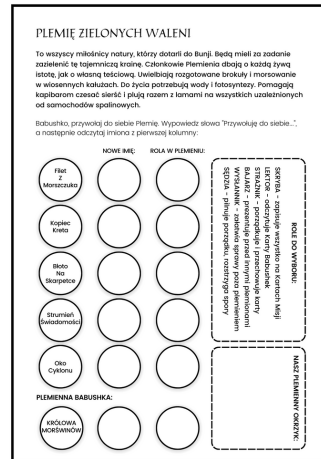 PLEMIĘ ZIELONYCH WALENI
To wszyscy miłośnicy natury, którzy dotarli do Bunji. Będą mieli za zadanie
zazielenić tę tajemniczą krainę. Członkowie Plemienia dbają o każdą żywą
istotę, jak o własną teściową. Uwielbiają rozgotowane brokuły i morsowanie
w wiosennych kałużach. Do życia potrzebują wody i fotosyntezy. Pomagają
kapibarom czesać sierść i plują razem z lamami na wszystkich uzależnionych
od samochodów spalinowych.
Babushko, przywołaj do siebie Plemię. Wypowiedz słowa "Przywołuję do siebie...",
a następnie odczytaj imiona z pierwszej kolumny:
NOWE IMIĘ:
ROLA W PLEMIENIU:
Filet
Z
Morszczuka
Kopiec
Kreta
Błoto
Na
Skarpetce
Strumień
Świadomości
Oko
Cyklonu
PLEMIENNA BABUSHKA:
KRÓLOWA
MORŚWINÓW
ROLE DO WYBORU:
SKRYBA - zapisuje wszystko na Kartach Misji
LEKTOR - odczytuje Karty Babushek
STRAŻNIK - porządkuje i przechowuje karty
BAJARZ - prezentuje przed innymi plemionami
WYSŁANNIK - załatwia sprawy poza plemieniem
SĘDZIA - pilnuje porządku, rozstrzyga spory
NASZ PLEMIENNY OKRZYK: